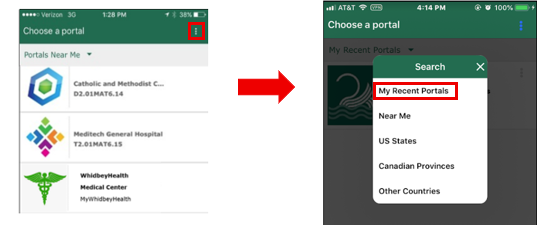 Verizon 3G 1:28 PM 38%
Choose a portal
Portals Near Me
Catholic and Methodist C...
D2.01MAT6.14
Meditech General Hospital
T2.01MAT6.15
WhidbeyHealth
Medical Center
MyWhidbeyHealth
AT&T VPN 4:14 PM 100%
Choose a portal
My Recent Portals
Search
My Recent Portals
Near Me
US States
Canadian Provinces
Other Countries